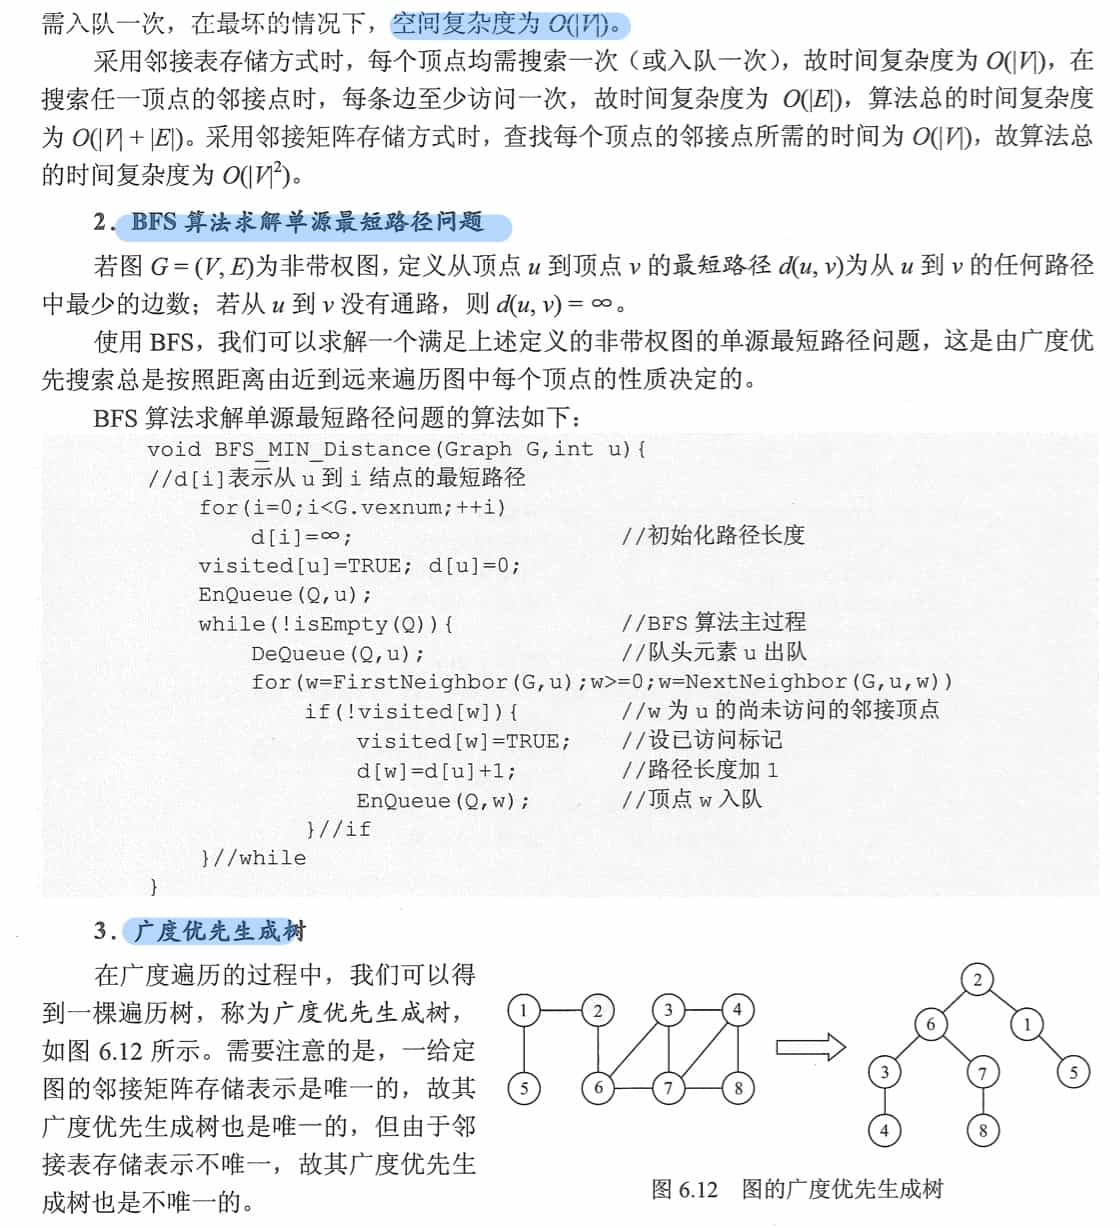 需入队一次，在最坏的情况下，空间复杂度为 O(|V|)。
采用邻接表存储方式时，每个顶点均需搜索一次（或入队一次），故时间复杂度为 O(|V|)，在
搜索任一顶点的邻接点时，每条边至少访问一次，故时间复杂度为 O(|E|)，算法总的时间复杂度
为 O(|V| + |E|)。采用邻接矩阵存储方式时，查找每个顶点的邻接点所需的时间为 O(|V|)，故算法总
的时间复杂度为 O(|V|²)。
2. BFS 算法求解单源最短路径问题
若图 G = (V, E)为非带权图，定义从顶点 u 到顶点 v 的最短路径 d(u, v)为从 u 到 v 的任何路径
中最少的边数；若从 u 到 v 没有通路，则 d(u, v) = ∞。
使用 BFS，我们可以求解一个满足上述定义的非带权图的单源最短路径问题，这是由广度优
先搜索总是按照距离由近到远来遍历图中每个顶点的性质决定的。
BFS 算法求解单源最短路径问题的算法如下：
void BFS_MIN_Distance(Graph G,int u){
//d[i]表示从 u 到 i 结点的最短路径
for(i=0;i<G.vexnum;++i)
d[i]=∞; //初始化路径长度
visited[u]=TRUE; d[u]=0;
EnQueue(Q,u);
while(!isEmpty(Q)){ //BFS 算法主过程
DeQueue(Q,u); //队头元素 u 出队
for(w=FirstNeighbor(G,u);w>=0;w=NextNeighbor(G,u,w))
if(!visited[w]){ //w 为 u 的尚未访问的邻接顶点
visited[w]=TRUE; //设已访问标记
d[w]=d[u]+1; //路径长度加 1
EnQueue(Q,w); //顶点 w 入队
}//if
}//while
}
3. 广度优先生成树
在广度遍历的过程中，我们可以得
到一棵遍历树，称为广度优先生成树，
如图 6.12 所示。需要注意的是，一给定
图的邻接矩阵存储表示是唯一的，故其
广度优先生成树也是唯一的，但由于邻
接表存储表示不唯一，故其广度优先生
成树也是不唯一的。
1 2 3 4
5 6 7 8
2
6 1
3 7 5
4 8
图 6.12 图的广度优先生成树